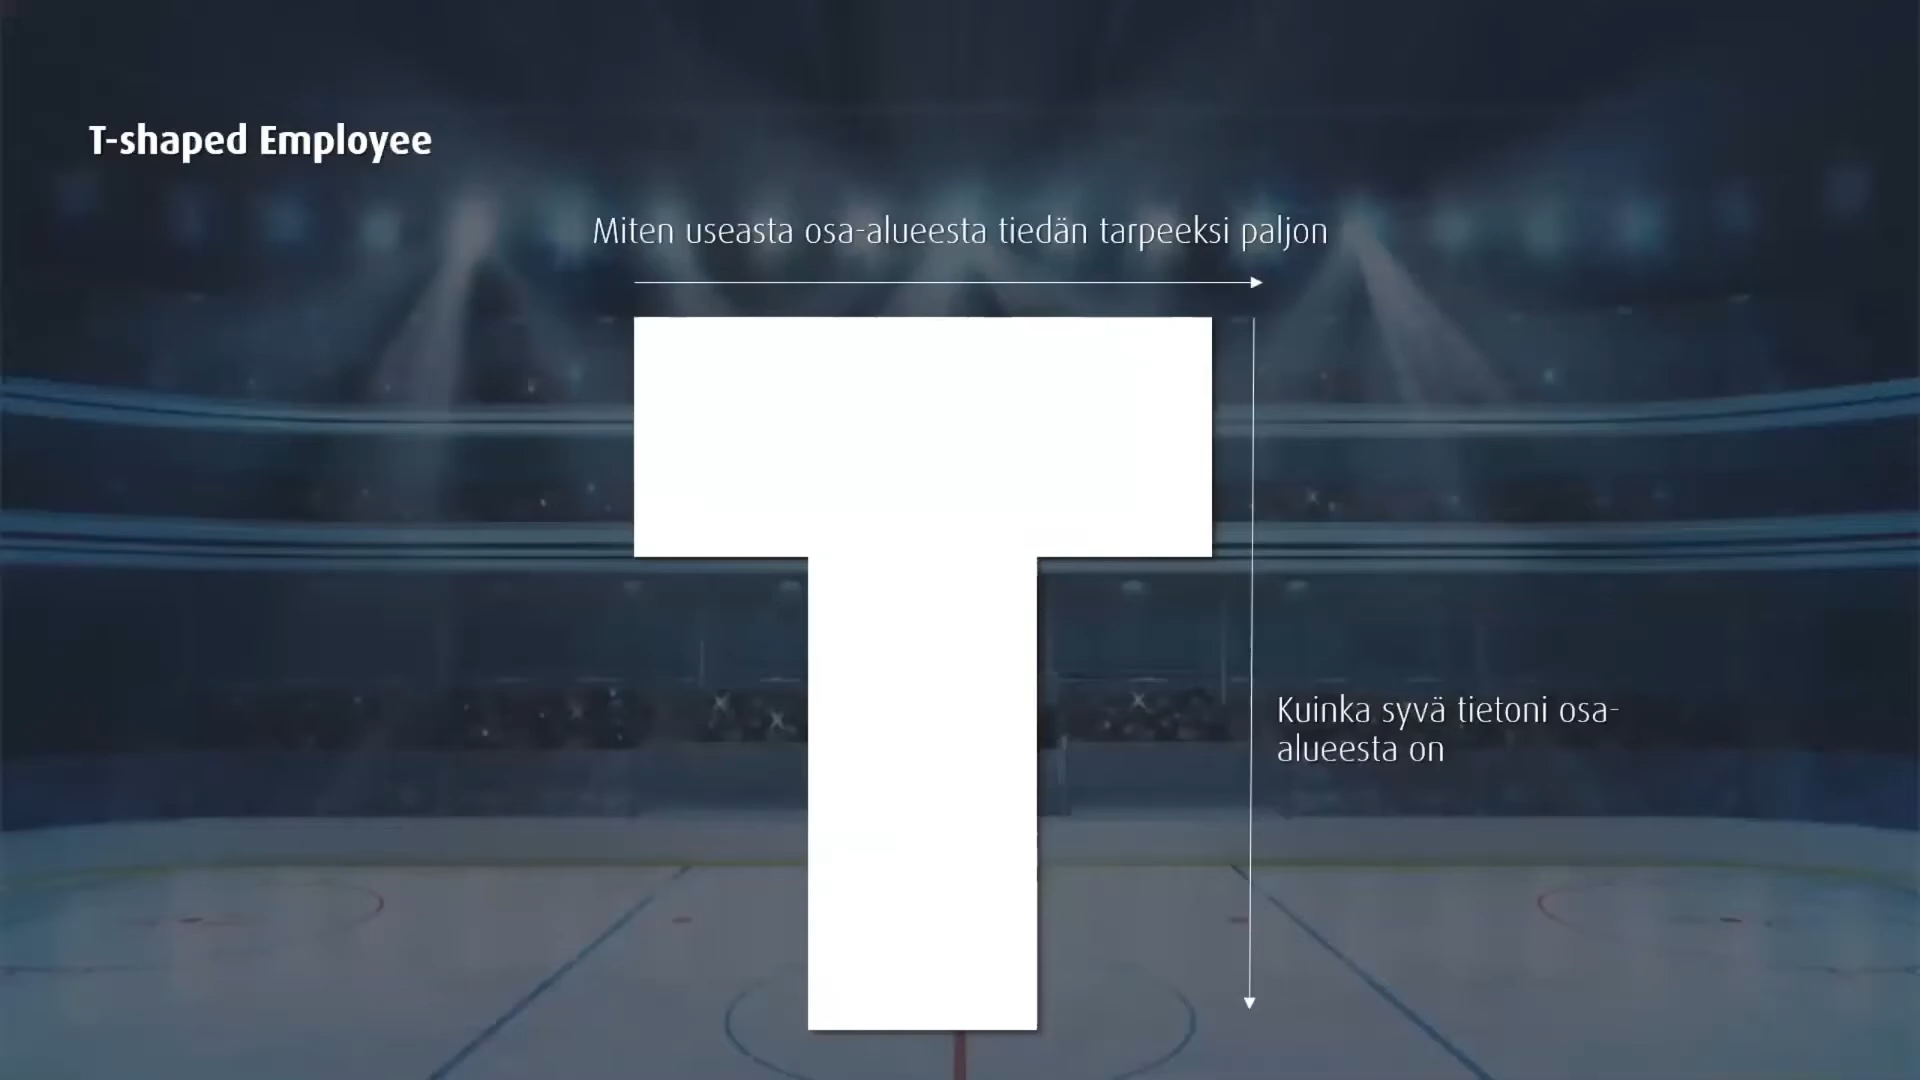 T-shaped Employee
Miten useasta osa-alueesta tiedän tarpeeksi paljon
Kuinka syvä tietoni osa-
alueesta on